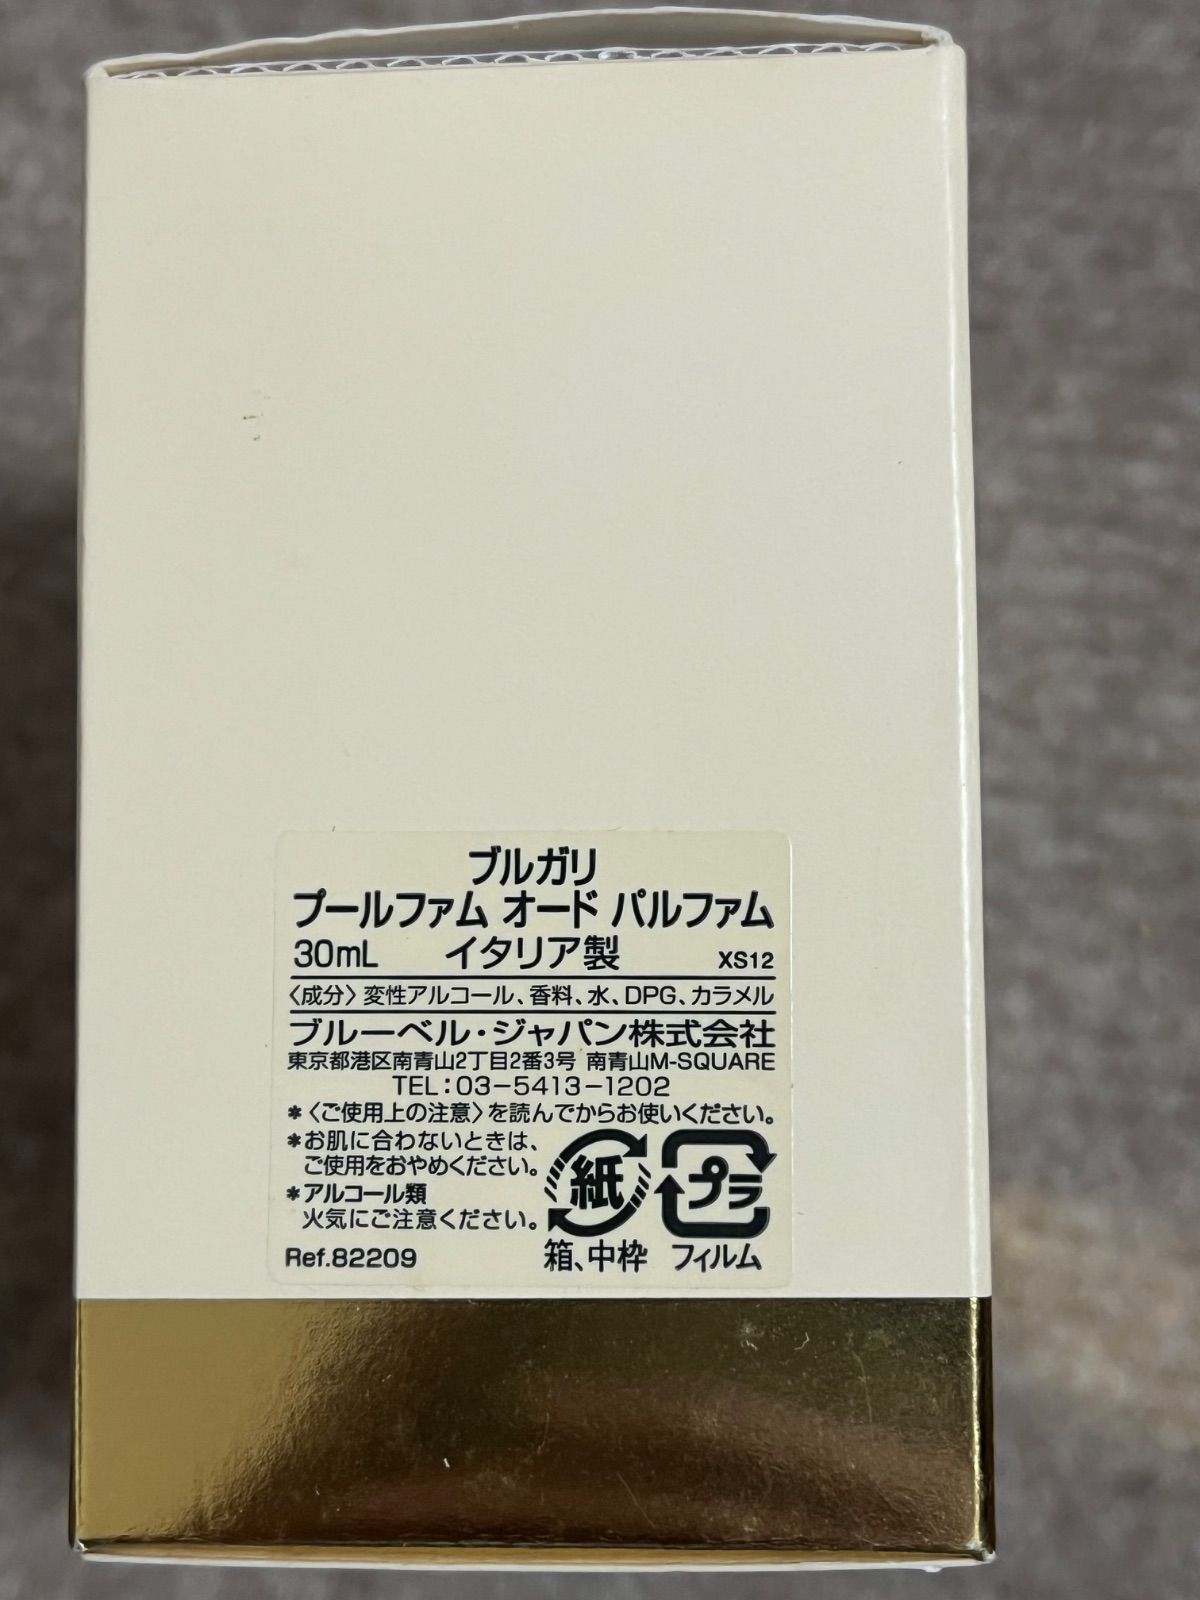 ブルガリ
プールファム オード パルファム
30mL イタリア製 XS12
〈成分〉変性アルコール、香料、水、DPG、カラメル
ブルーベル・ジャパン株式会社
東京都港区南青山2丁目2番3号 南青山M-SQUARE
TEL:03-5413-1202
*〈ご使用上の注意〉を読んでからお使いください。
*お肌に合わないときは、
ご使用をおやめください。
*アルコール類
火気にご注意ください。
Ref.82209
紙
箱、中枠
プラ
フィルム